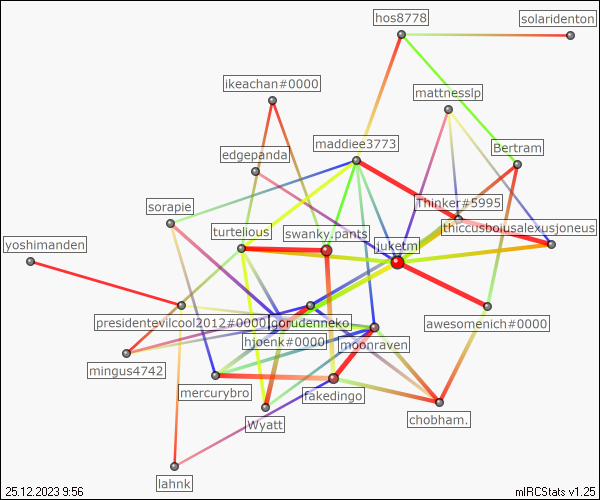 hos8778
solaridenton
ikeachan#0000
mattnesslp
maddiee3773
Bertram
edgepanda
Thinker#5995
sorapie
thiccusboiusalexusjoneus
turtelious
swanky.pants
juketm
yoshimanden
presidentevilcool2012#0000
gorudenneko
awesomenich#0000
hjoenk#0000
moonraven
mingus4742
mercurybro
fakedingo
chobham.
Wyatt
lahnk
25.12.2023 9:56
mIRCStats v1.25